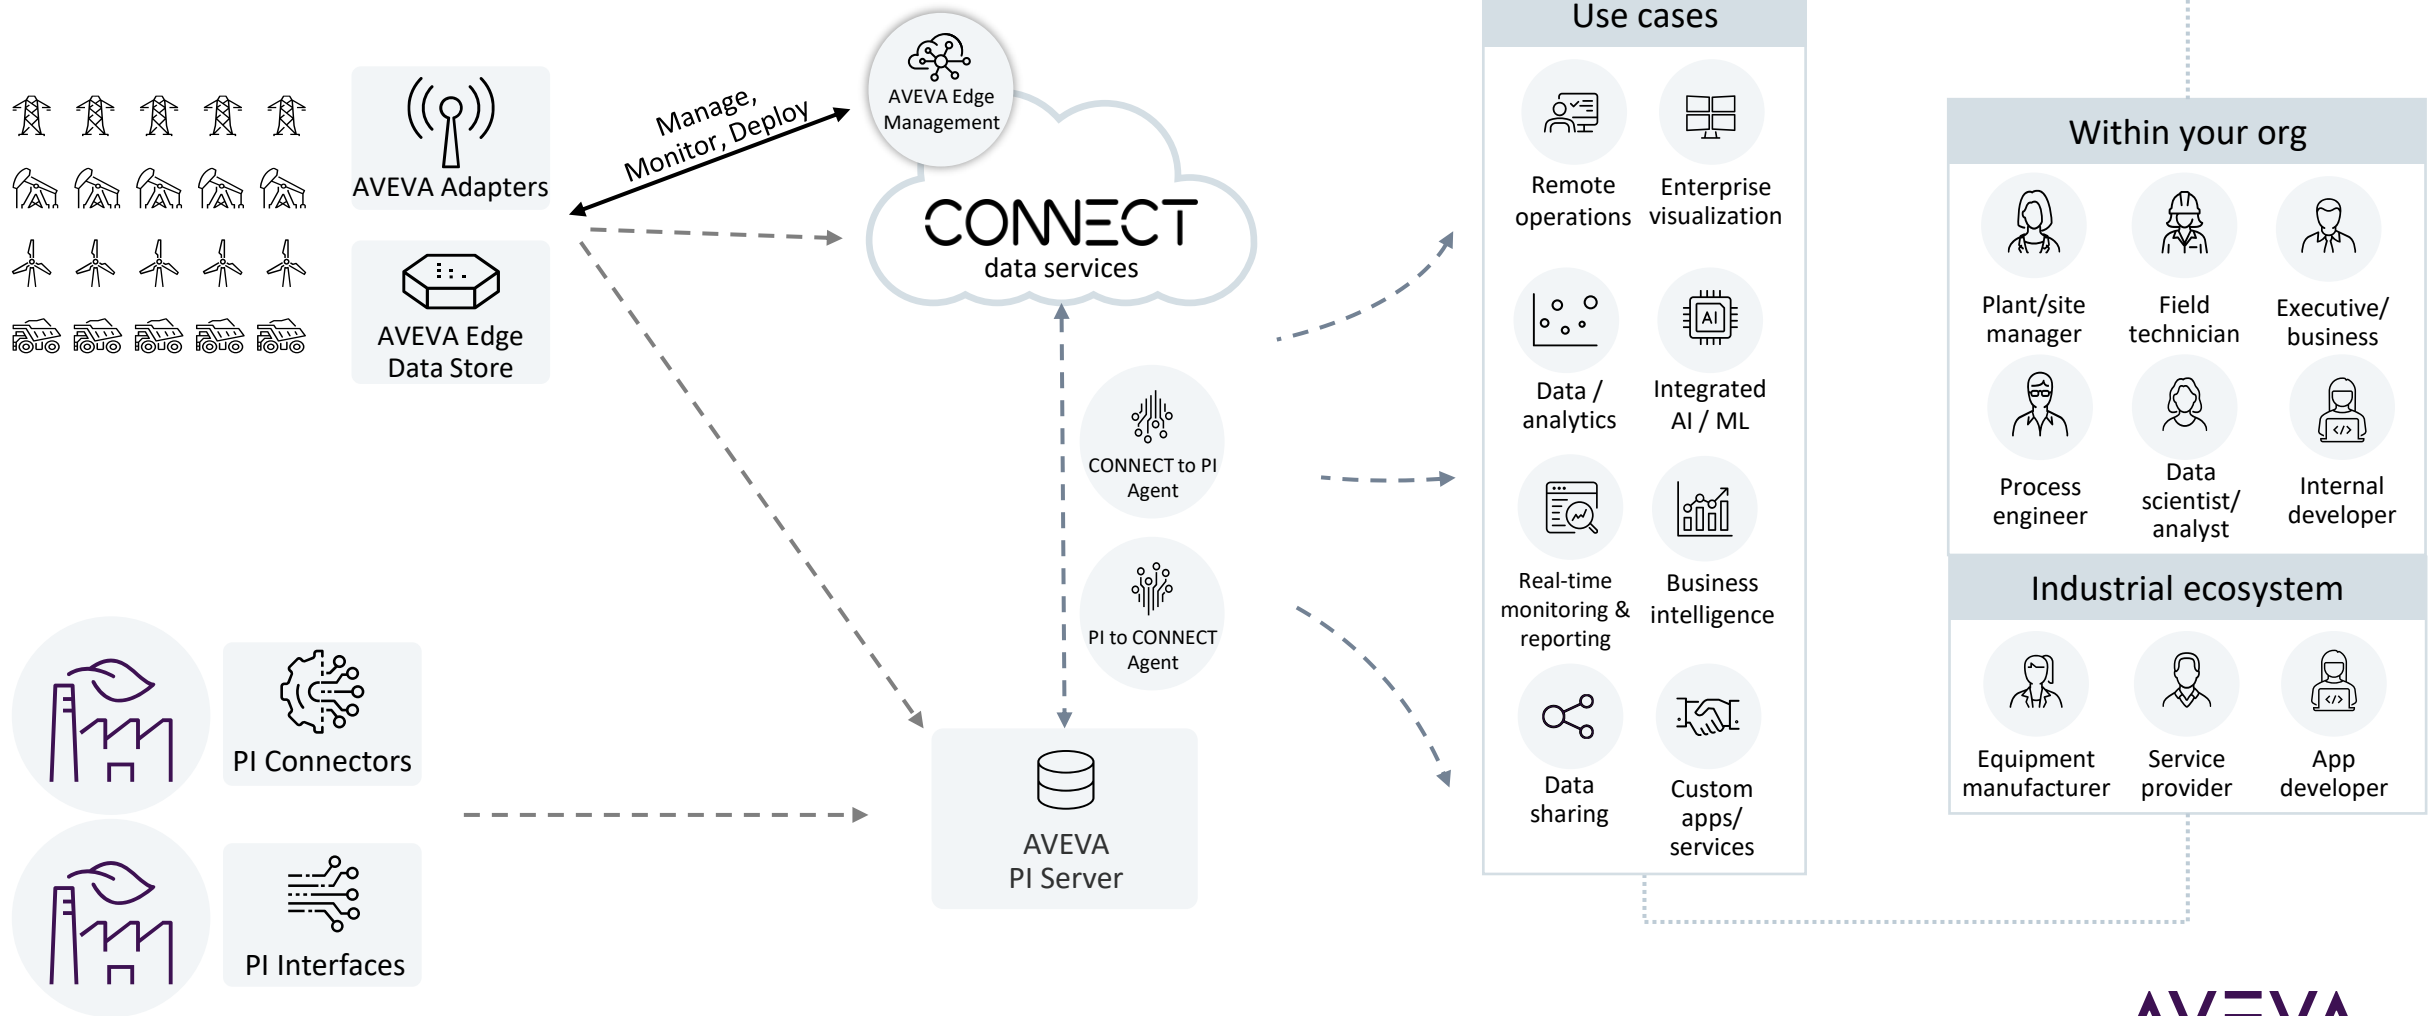 AVEVA Adapters
AVEVA Edge
Data Store
Manage,
Monitor, Deploy
AVEVA Edge
Management
CONNECT
data services
CONNECT to PI
Agent
PI to CONNECT
Agent
PI Connectors
PI Interfaces
AVEVA
PI Server
Use cases
Remote
operations
Enterprise
visualization
Data /
analytics
AI
Integrated
AI / ML
Real-time
monitoring &
reporting
Business
intelligence
Data
sharing
Custom
apps/
services
Within your org
Plant/site
manager
Field
technician
Executive/
business
Process
engineer
Data
scientist/
analyst
</>
Internal
developer
Industrial ecosystem
Equipment
manufacturer
Service
provider
</>
App
developer
AVEVA